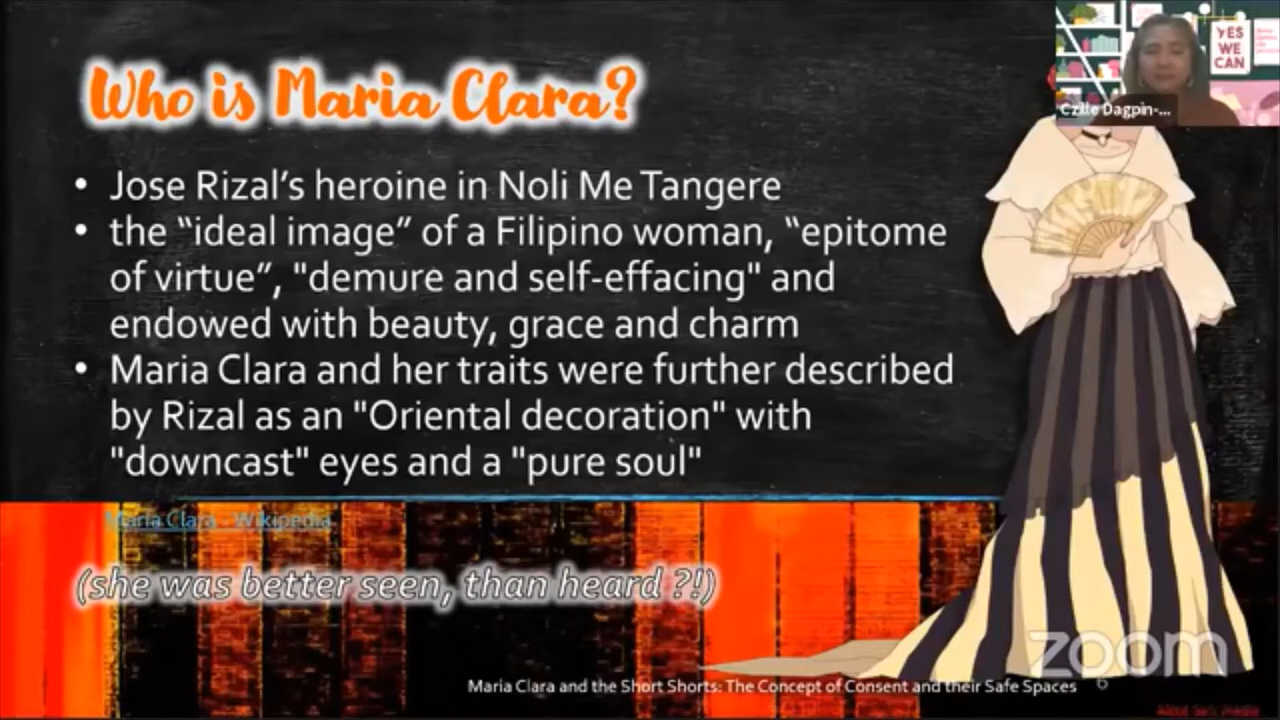 Who is Maria Clara?
• Jose Rizal's heroine in Noli Me Tangere
• the “ideal image” of a Filipino woman, “epitome
of virtue”, "demure and self-effacing" and
endowed with beauty, grace and charm
• Maria Clara and her traits were further described
by Rizal as an "Oriental decoration" with
"downcast" eyes and a "pure soul"
Maria Clara - Wikipedia
(she was better seen, than heard ?!)
Maria Clara and the Short Shorts: The Concept of Consent and their Safe Spaces
6
zoom
YES
WE
CAN
Czille Dagpin-...